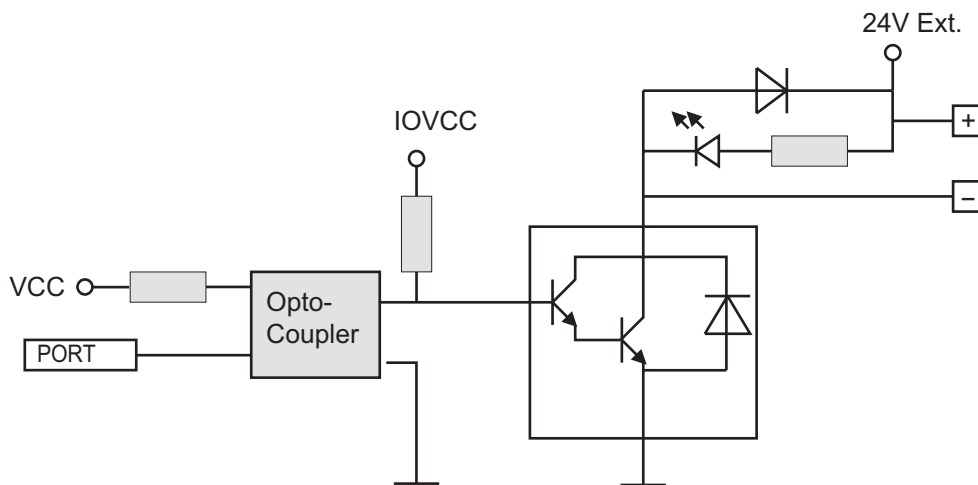 24V Ext.
+
IOVCC
−
VCC
Opto-
Coupler
PORT